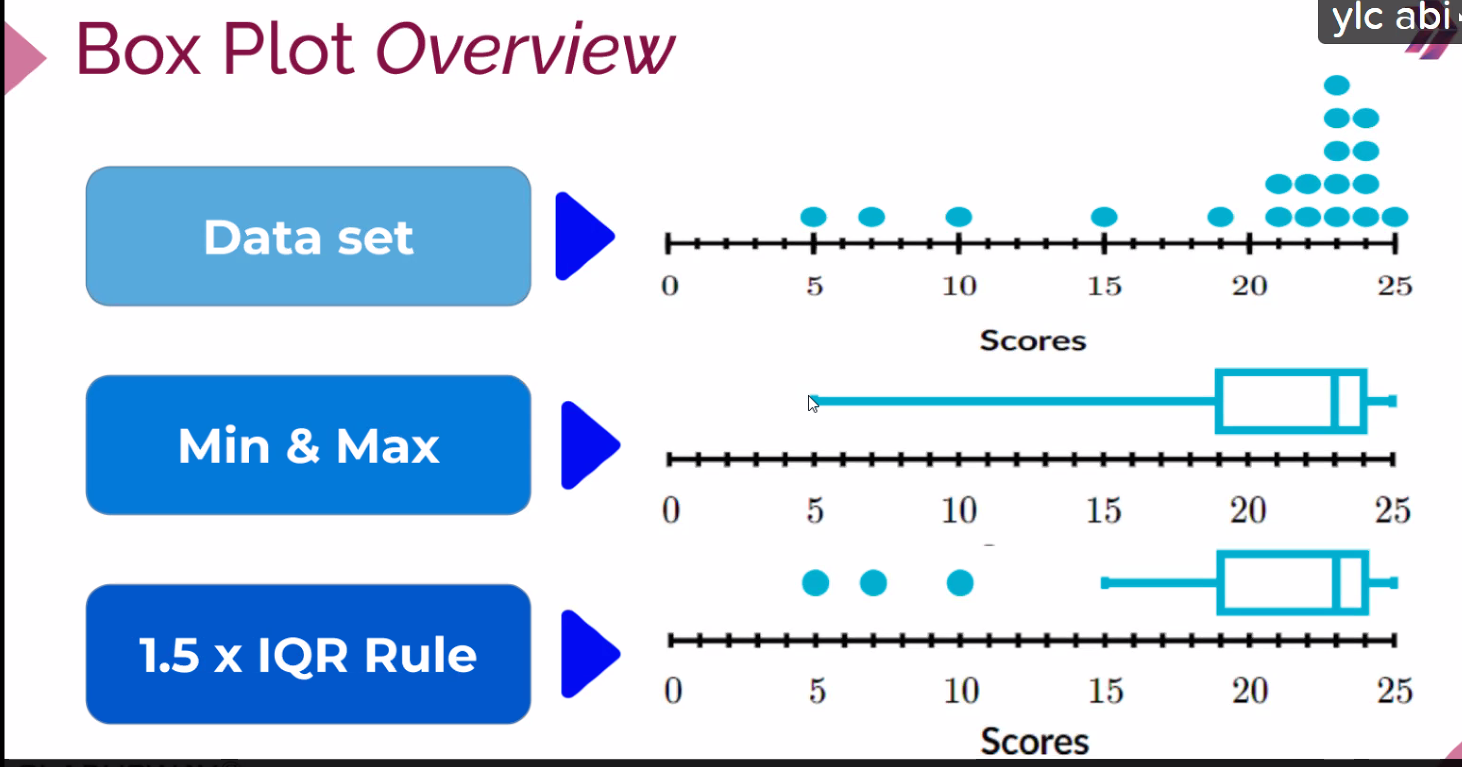 ylc abi
Box Plot Overview
Data set
0 5 10 15 20 25
Scores
Min & Max
0 5 10 15 20 25
1.5 x IQR Rule
0 5 10 15 20 25
Scores